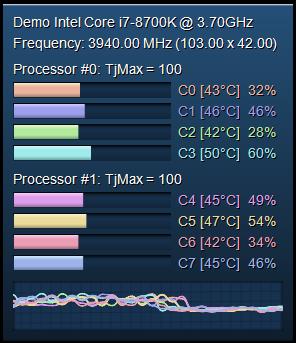 Demo Intel Core i7-8700K @ 3.70GHz
Frequency: 3940.00 MHz (103.00 x 42.00)
Processor #0: TjMax = 100
C0 [43°C] 32%
C1 [46°C] 46%
C2 [42°C] 28%
C3 [50°C] 60%
Processor #1: TjMax = 100
C4 [45°C] 49%
C5 [47°C] 54%
C6 [42°C] 34%
C7 [45°C] 46%